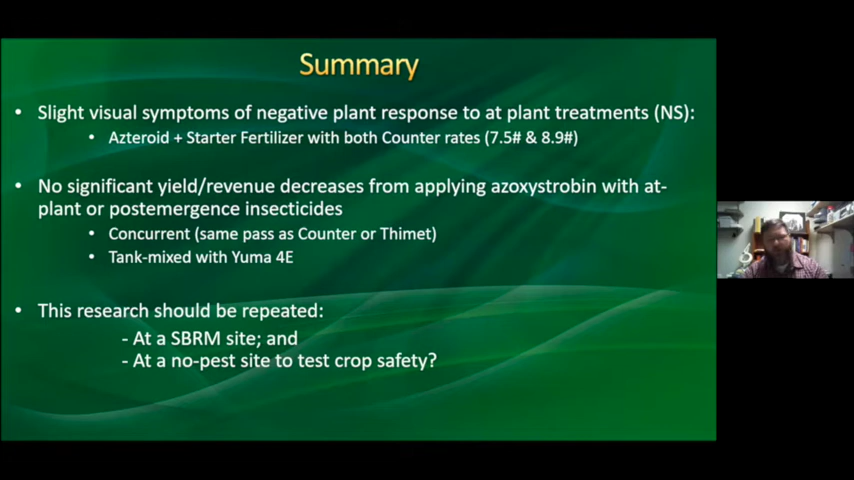 Summary
• Slight visual symptoms of negative plant response to at plant treatments (NS):
• Azteroid + Starter Fertilizer with both Counter rates (7.5# & 8.9#)
• No significant yield/revenue decreases from applying azoxystrobin with at-
plant or postemergence insecticides
• Concurrent (same pass as Counter or Thimet)
• Tank-mixed with Yuma 4E
• This research should be repeated:
- At a SBRM site; and
- At a no-pest site to test crop safety?